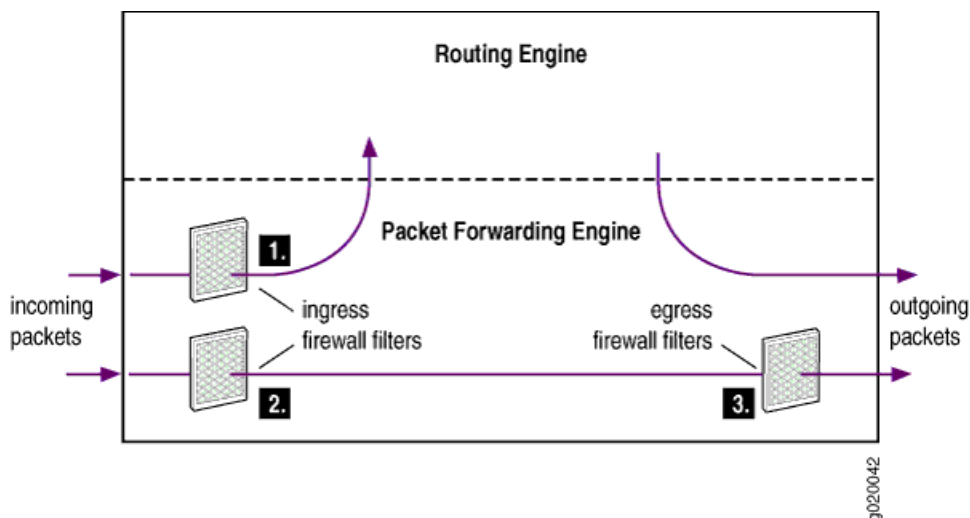 Routing Engine
Packet Forwarding Engine
1.
incoming
packets
ingress
firewall filters
egress
firewall filters
outgoing
packets
2.
3.
g020042